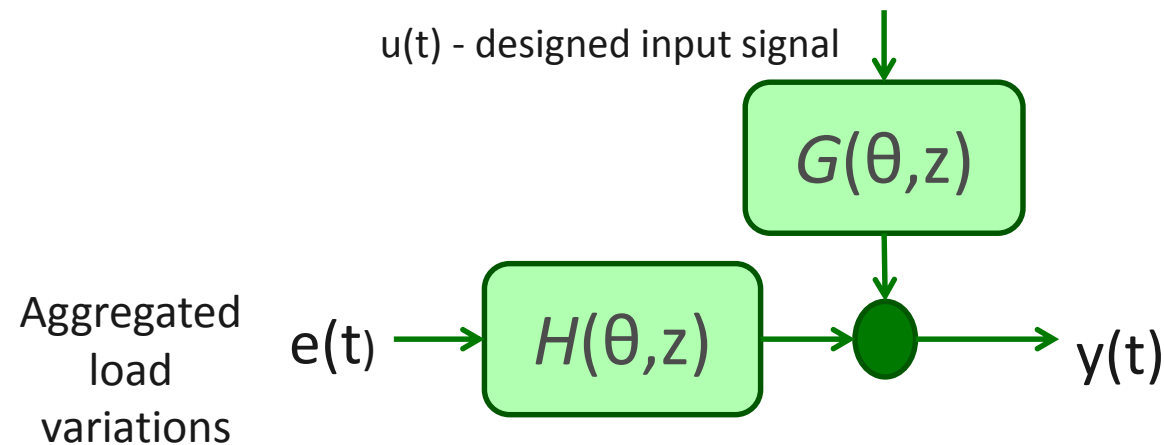 u(t) - designed input signal
G(θ,z)
Aggregated
load
variations
e(t)
H(θ,z)
y(t)